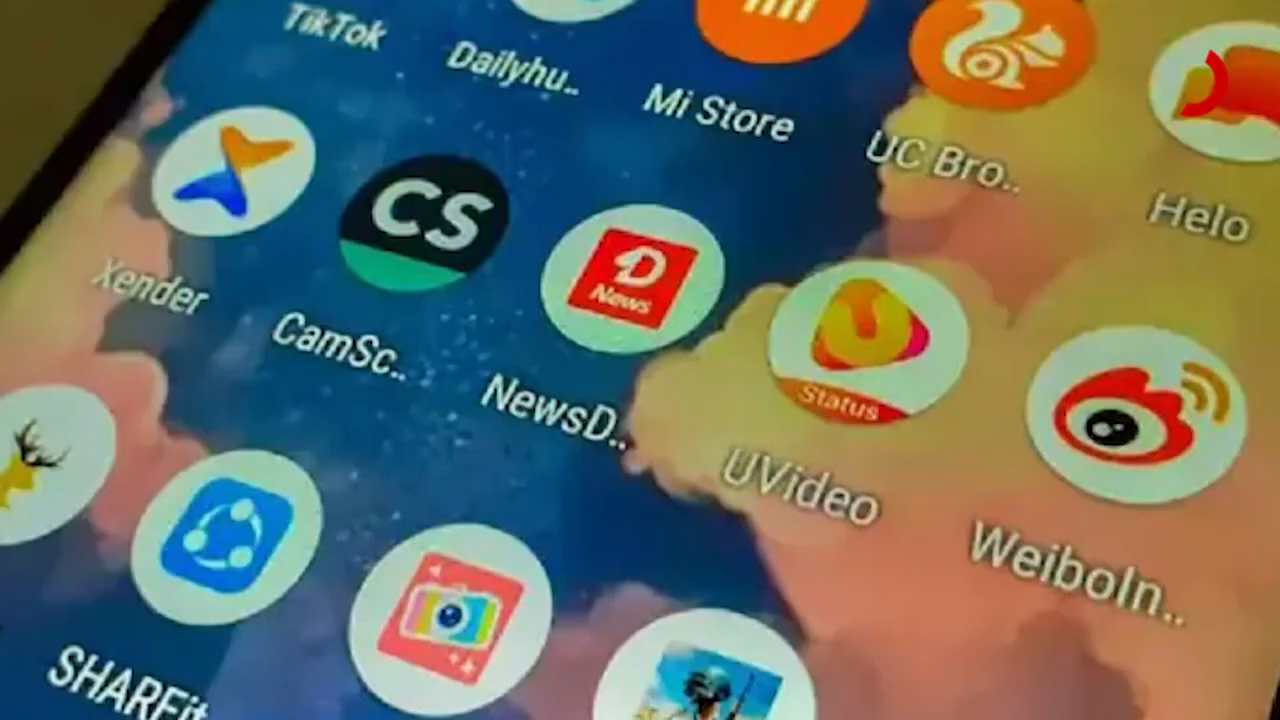 TikTok
Dailyhu..
Mi Store
UC Bro..
Helo
Xender
CS
CamSc..
D
News
NewsD..
Status
UVideo
WeiboIn..
SHAREit